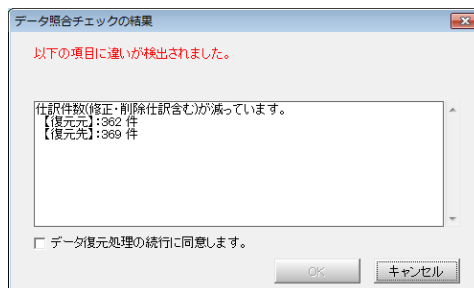 データ照合チェックの結果
以下の項目に違いが検出されました。
仕訳件数(修正・削除仕訳含む)が減っています。
【復元元】:362 件
【復元先】:369 件
データ復元処理の続行に同意します。
OK
キャンセル